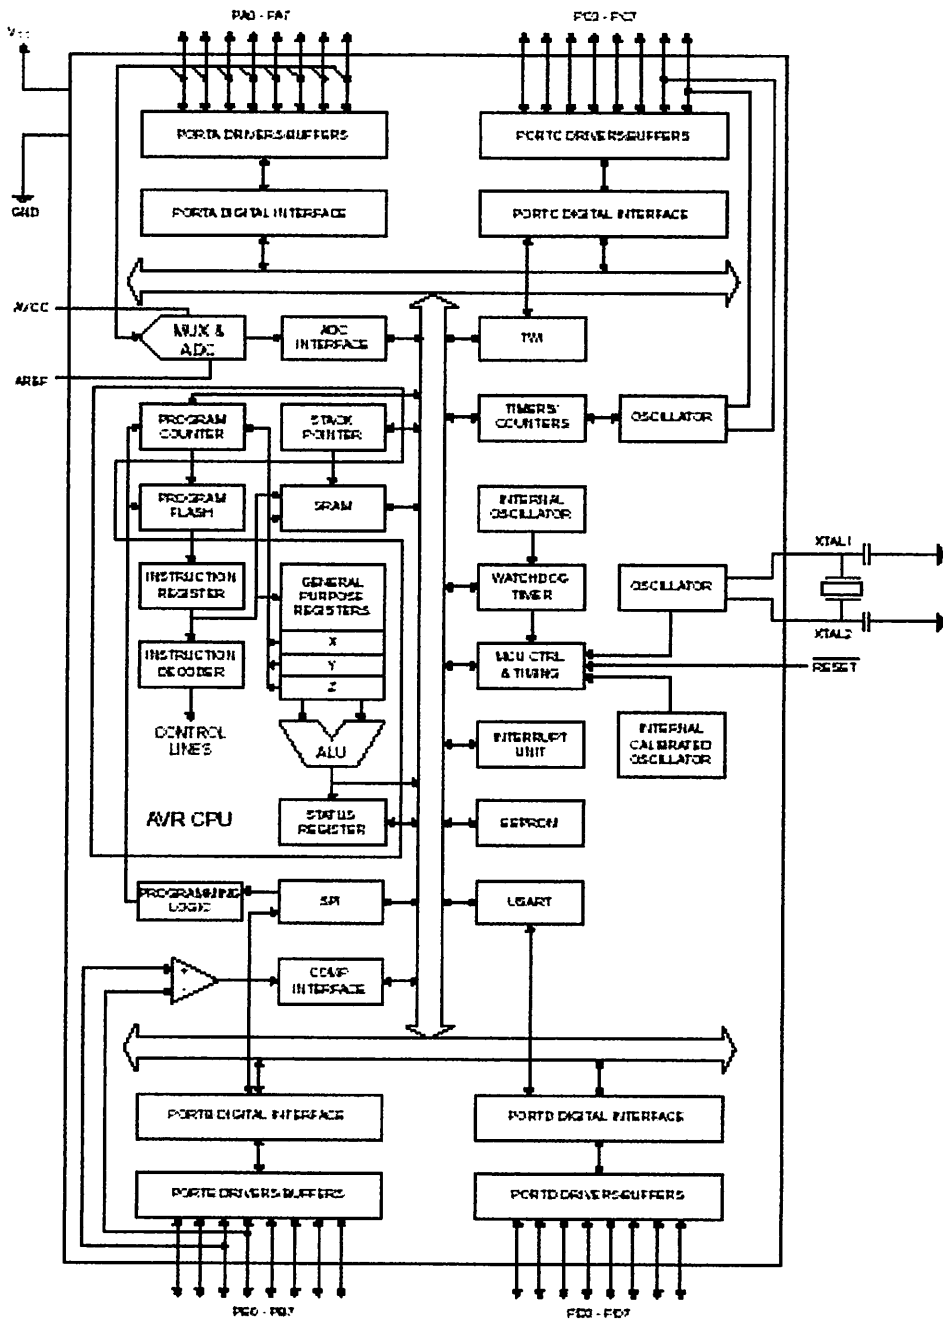 PA0 - PA7
PC0 - PC7
VCC
PORTA DRIVERS/BUFFERS
PORTC DRIVERS/BUFFERS
GND
PORTA DIGITAL INTERFACE
PORTC DIGITAL INTERFACE
AVCC
MUX &
ADC
ADC
INTERFACE
TWI
AREF
PROGRAM
COUNTER
STACK
POINTER
TIMERS/
COUNTERS
OSCILLATOR
PROGRAM
FLASH
SRAM
INTERNAL
OSCILLATOR
XTAL1
INSTRUCTION
REGISTER
GENERAL
PURPOSE
REGISTERS
WATCHDOG
TIMER
OSCILLATOR
X
XTAL2
INSTRUCTION
DECODER
Y
Z
MCU CTRL
& TIMING
RESET
CONTROL
LINES
ALU
INTERRUPT
UNIT
INTERNAL
CALIBRATED
OSCILLATOR
AVR CPU
STATUS
REGISTER
EEPROM
PROGRAMMING
LOGIC
SPI
USART
+
-
COMP
INTERFACE
PORTB DIGITAL INTERFACE
PORTD DIGITAL INTERFACE
PORTB DRIVERS/BUFFERS
PORTD DRIVERS/BUFFERS
PB0 - PB7
PD0 - PD7